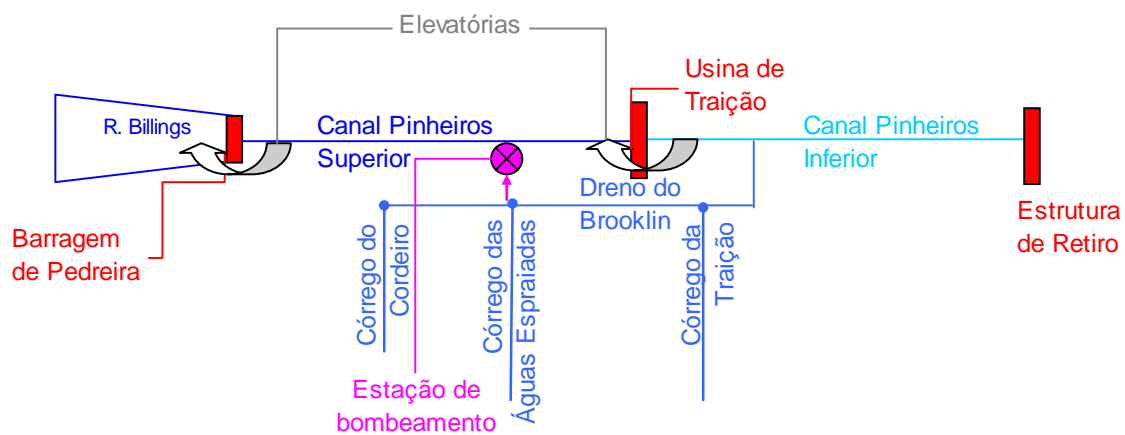 Elevatórias
Usina de
Traição
R. Billings
Canal Pinheiros
Superior
Canal Pinheiros
Inferior
Dreno do
Brooklin
Barragem
de Pedreira
Córrego do
Cordeiro
Córrego das
Águas Espraiadas
Córrego da
Traição
Estrutura
de Retiro
Estação de
bombeamento